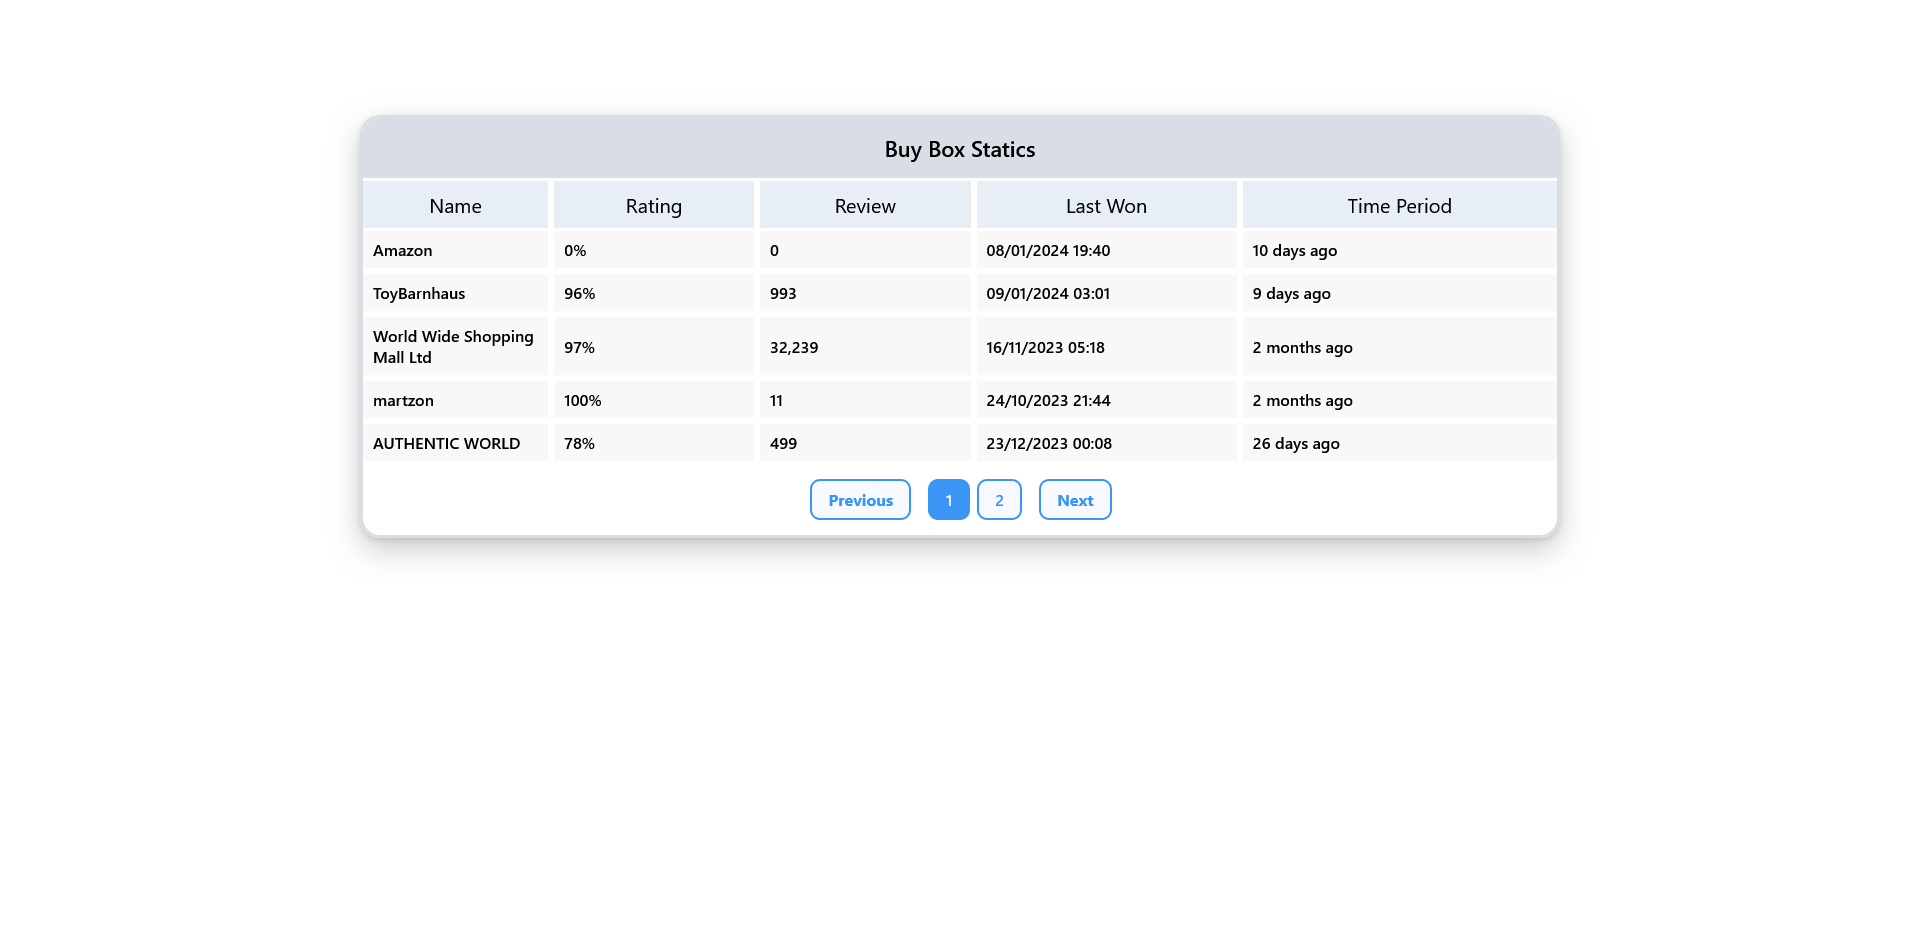 Buy Box Statics
Name Rating Review Last Won Time Period
Amazon 0% 0 08/01/2024 19:40 10 days ago
ToyBarnhaus 96% 993 09/01/2024 03:01 9 days ago
World Wide Shopping
Mall Ltd 97% 32,239 16/11/2023 05:18 2 months ago
martzon 100% 11 24/10/2023 21:44 2 months ago
AUTHENTIC WORLD 78% 499 23/12/2023 00:08 26 days ago
Previous 1 2 Next